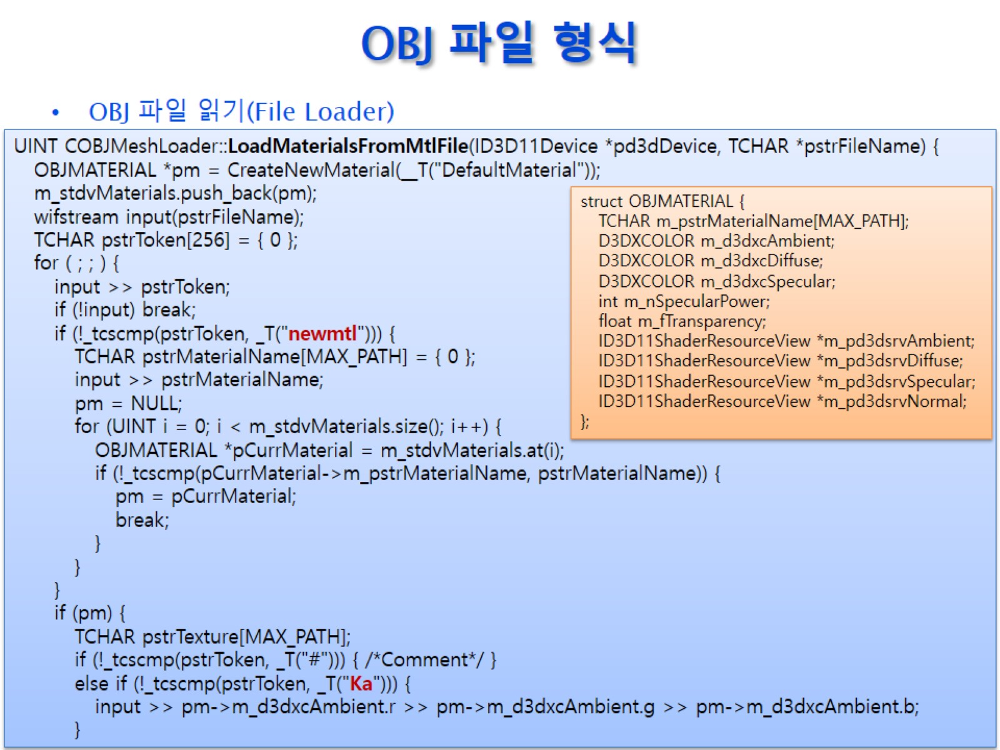 OBJ 파일 형식
• OBJ 파일 읽기(File Loader)
UINT COBJMeshLoader::LoadMaterialsFromMtlFile(ID3D11Device *pd3dDevice, TCHAR *pstrFileName) {
OBJMATERIAL *pm = CreateNewMaterial(__T("DefaultMaterial"));
m_stdvMaterials.push_back(pm);
wifstream input(pstrFileName);
TCHAR pstrToken[256] = { 0 };
for ( ; ; ) {
input >> pstrToken;
if (!input) break;
if (!_tcscmp(pstrToken, _T("newmtl"))) {
TCHAR pstrMaterialName[MAX_PATH] = { 0 };
input >> pstrMaterialName;
pm = NULL;
for (UINT i = 0; i < m_stdvMaterials.size(); i++) {
OBJMATERIAL *pCurrMaterial = m_stdvMaterials.at(i);
if (!_tcscmp(pCurrMaterial->m_pstrMaterialName, pstrMaterialName)) {
pm = pCurrMaterial;
break;
}
}
}
if (pm) {
TCHAR pstrTexture[MAX_PATH];
if (!_tcscmp(pstrToken, _T("#"))) { /*Comment*/ }
else if (!_tcscmp(pstrToken, _T("Ka"))) {
input >> pm->m_d3dxcAmbient.r >> pm->m_d3dxcAmbient.g >> pm->m_d3dxcAmbient.b;
}
struct OBJMATERIAL {
TCHAR m_pstrMaterialName[MAX_PATH];
D3DXCOLOR m_d3dxcAmbient;
D3DXCOLOR m_d3dxcDiffuse;
D3DXCOLOR m_d3dxcSpecular;
int m_nSpecularPower;
float m_fTransparency;
ID3D11ShaderResourceView *m_pd3dsrvAmbient;
ID3D11ShaderResourceView *m_pd3dsrvDiffuse;
ID3D11ShaderResourceView *m_pd3dsrvSpecular;
ID3D11ShaderResourceView *m_pd3dsrvNormal;
};